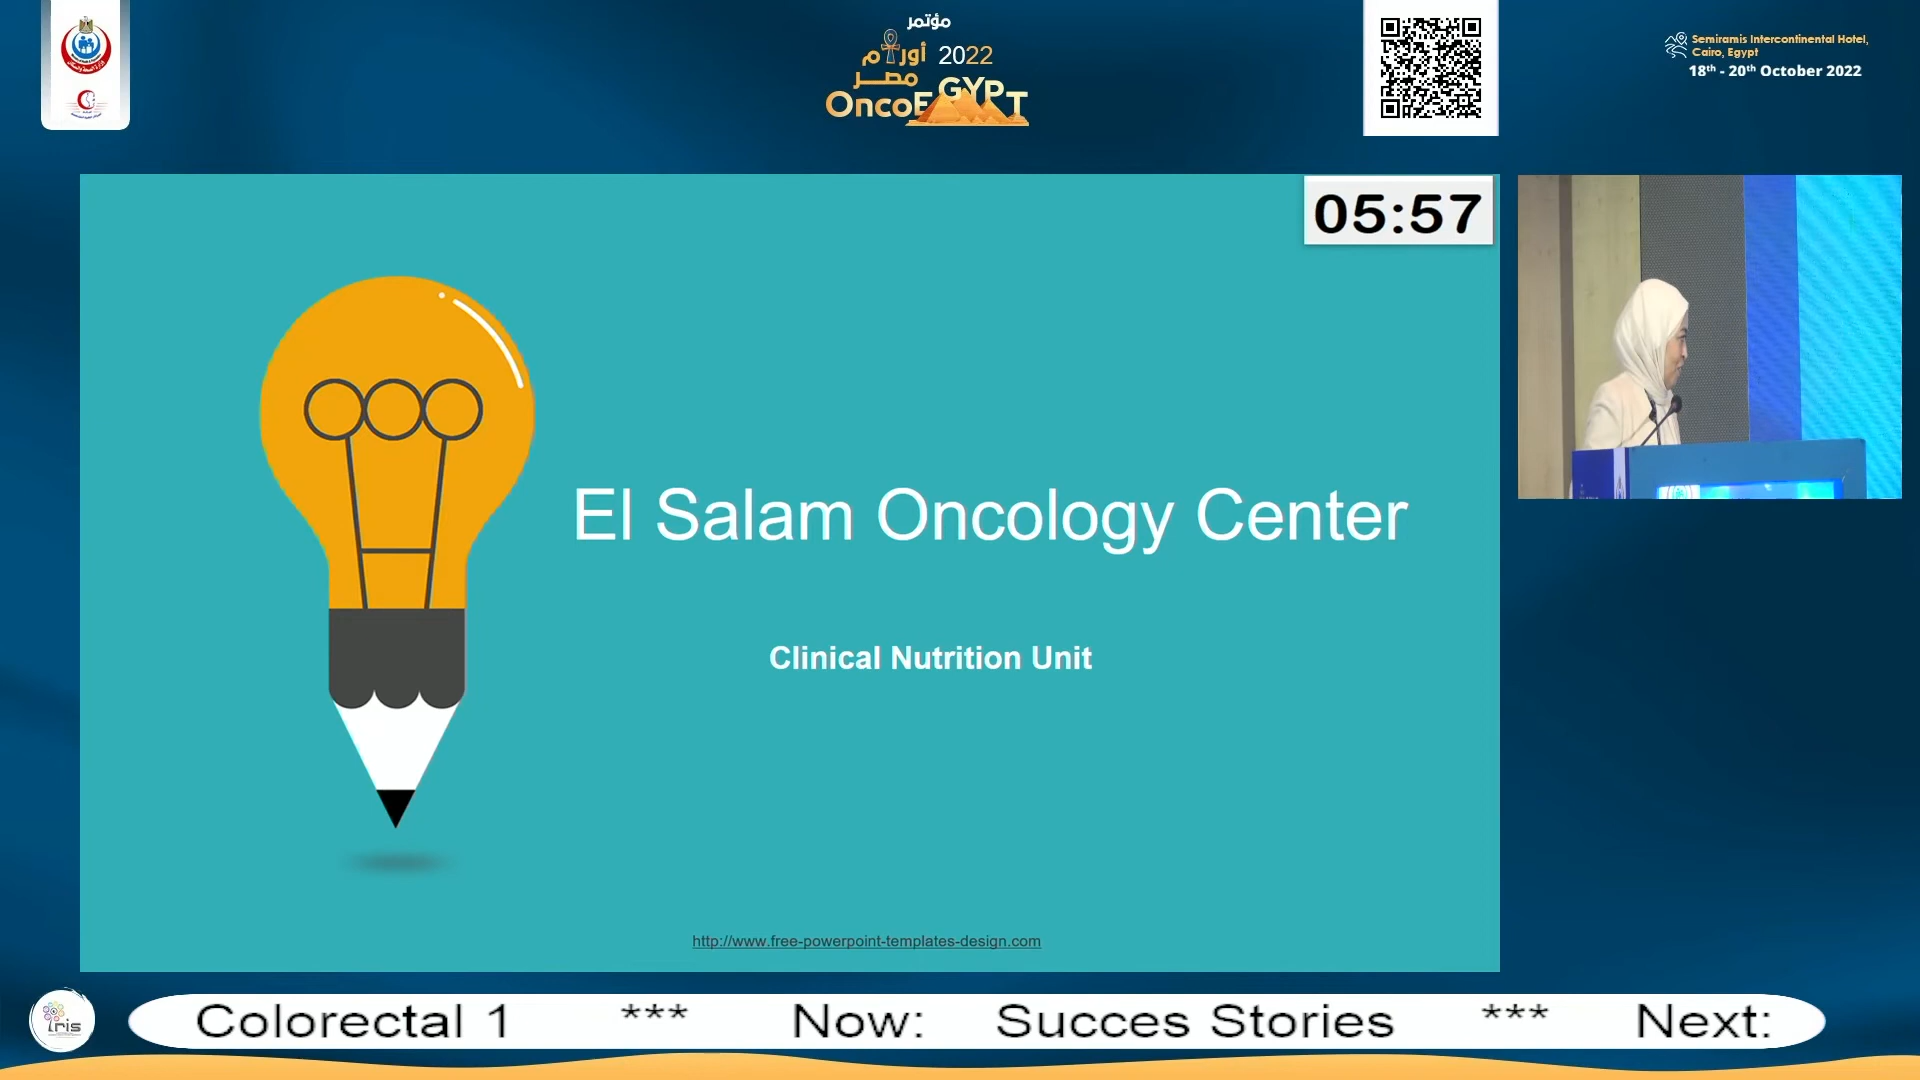 مؤتمر
أورام 2022
مصر
OncoEGYPT
Semiramis Intercontinental Hotel,
Cairo, Egypt
18th - 20th October 2022
05:57
El Salam Oncology Center
Clinical Nutrition Unit
http://www.free-powerpoint-templates-design.com
iris
Colorectal 1 *** Now: Succes Stories *** Next: